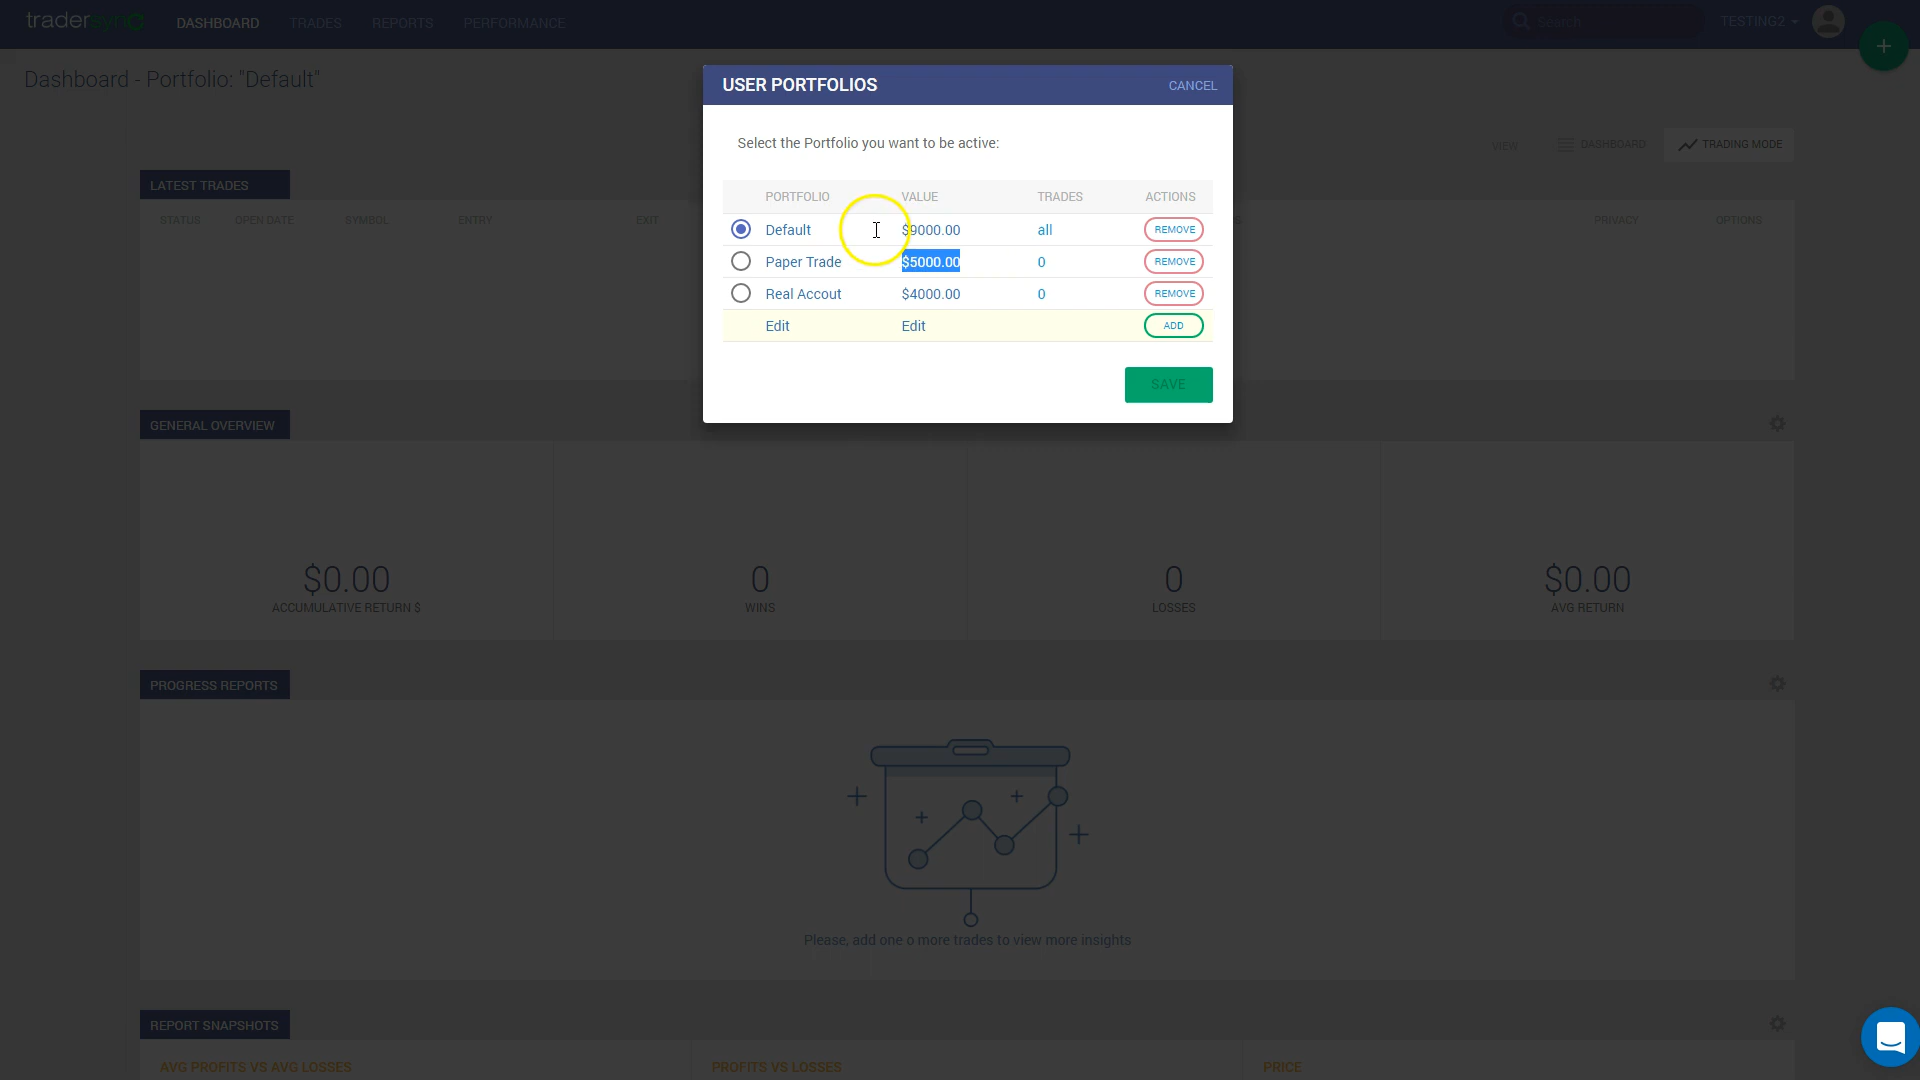 tradersync DASHBOARD TRADES REPORTS PERFORMANCE Search TESTING2
Dashboard - Portfolio: "Default"
USER PORTFOLIOS CANCEL
Select the Portfolio you want to be active:
VIEW DASHBOARD TRADING MODE
LATEST TRADES
PORTFOLIO VALUE TRADES ACTIONS
STATUS OPEN DATE SYMBOL ENTRY EXIT PRIVACY OPTIONS
Default $9000.00 all REMOVE
Paper Trade $5000.00 0 REMOVE
Real Accout $4000.00 0 REMOVE
Edit Edit ADD
SAVE
GENERAL OVERVIEW
$0.00 0 0 $0.00
ACCUMULATIVE RETURN $ WINS LOSSES AVG RETURN
PROGRESS REPORTS
Please, add one o more trades to view more insights
REPORT SNAPSHOTS
AVG PROFITS VS AVG LOSSES PROFITS VS LOSSES PRICE